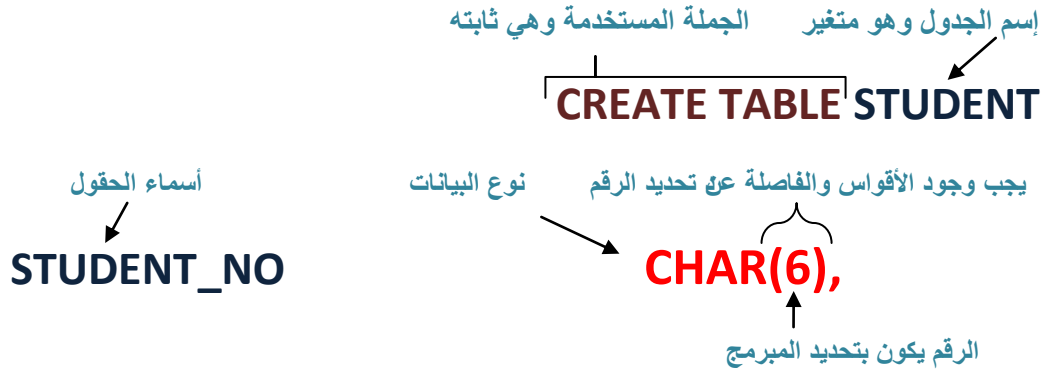 إسم الجدول وهو متغير الجملة المستخدمة وهي ثابته
CREATE TABLE STUDENT
يجب وجود الأقواس والفاصلة عن تحديد الرقم نوع البيانات أسماء الحقول
STUDENT_NO CHAR(6),
الرقم يكون بتحديد المبرمج